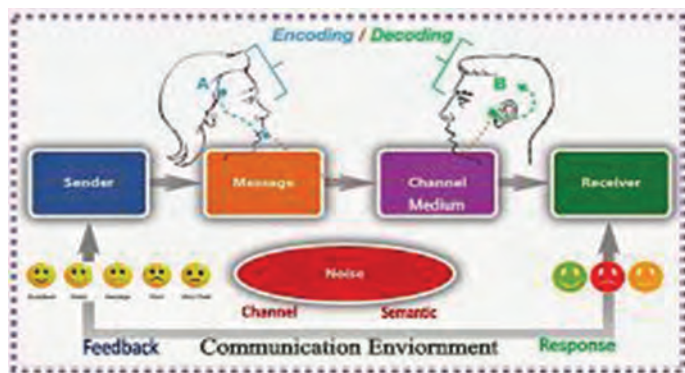 Encoding / Decoding
A
B
Sender
Message
Channel
Medium
Receiver
Noise
Channel
Semantic
Feedback
Communication Enviornment
Response